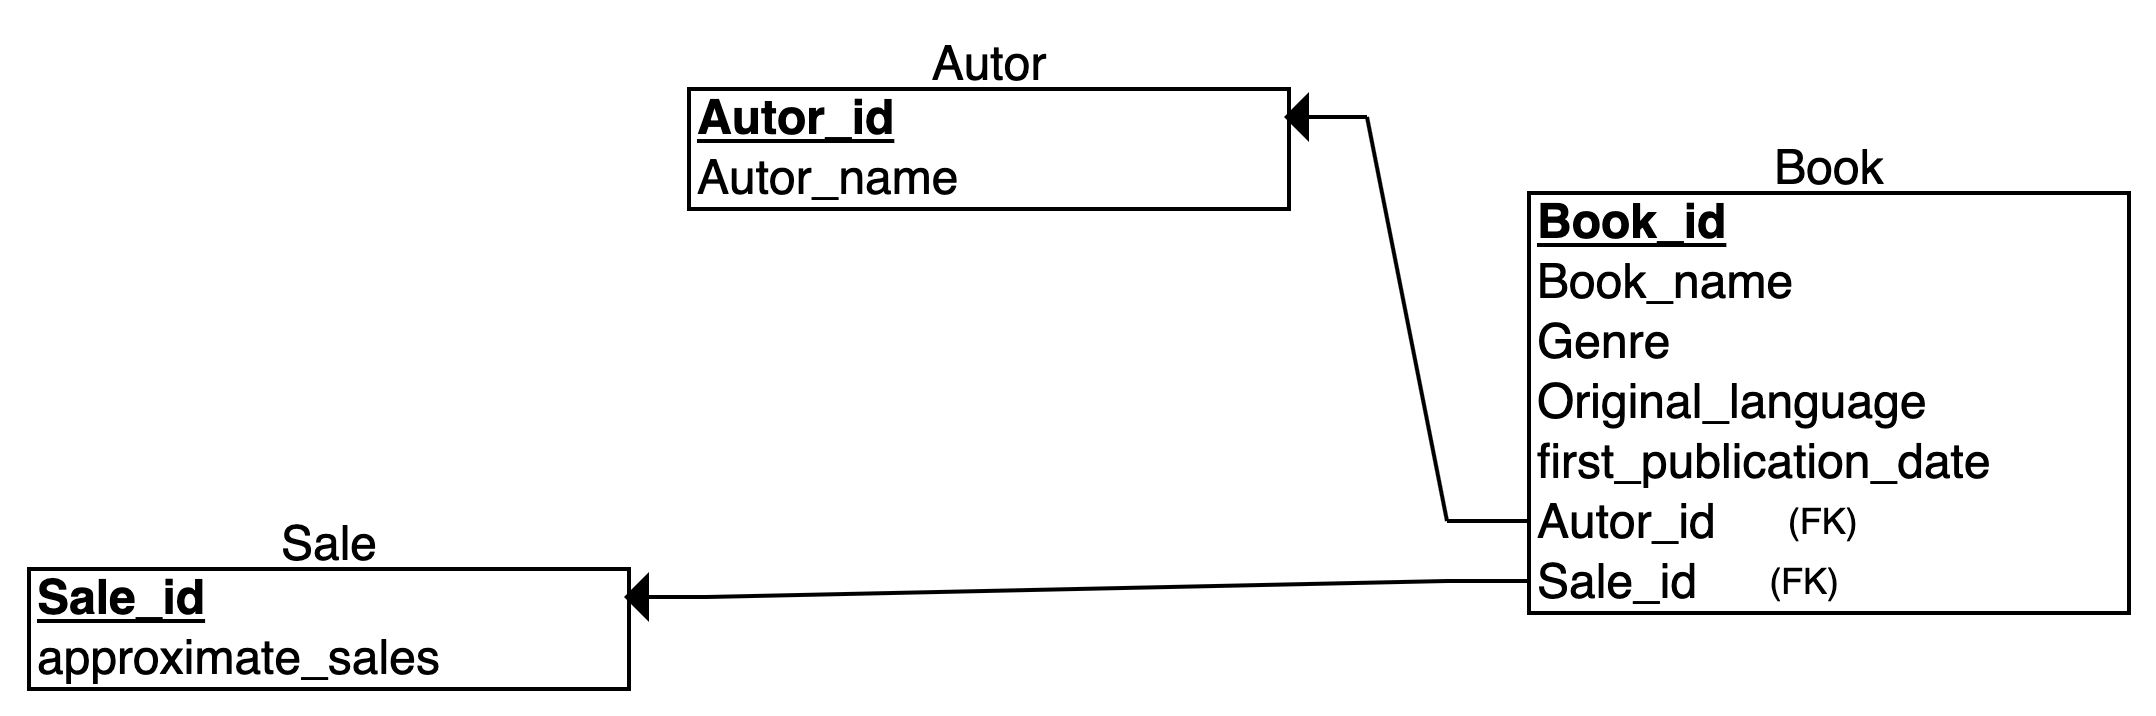 Autor
Autor_id
Autor_name
Book
Book_id
Book_name
Genre
Original_language
first_publication_date
Autor_id (FK)
Sale_id (FK)
Sale
Sale_id
approximate_sales